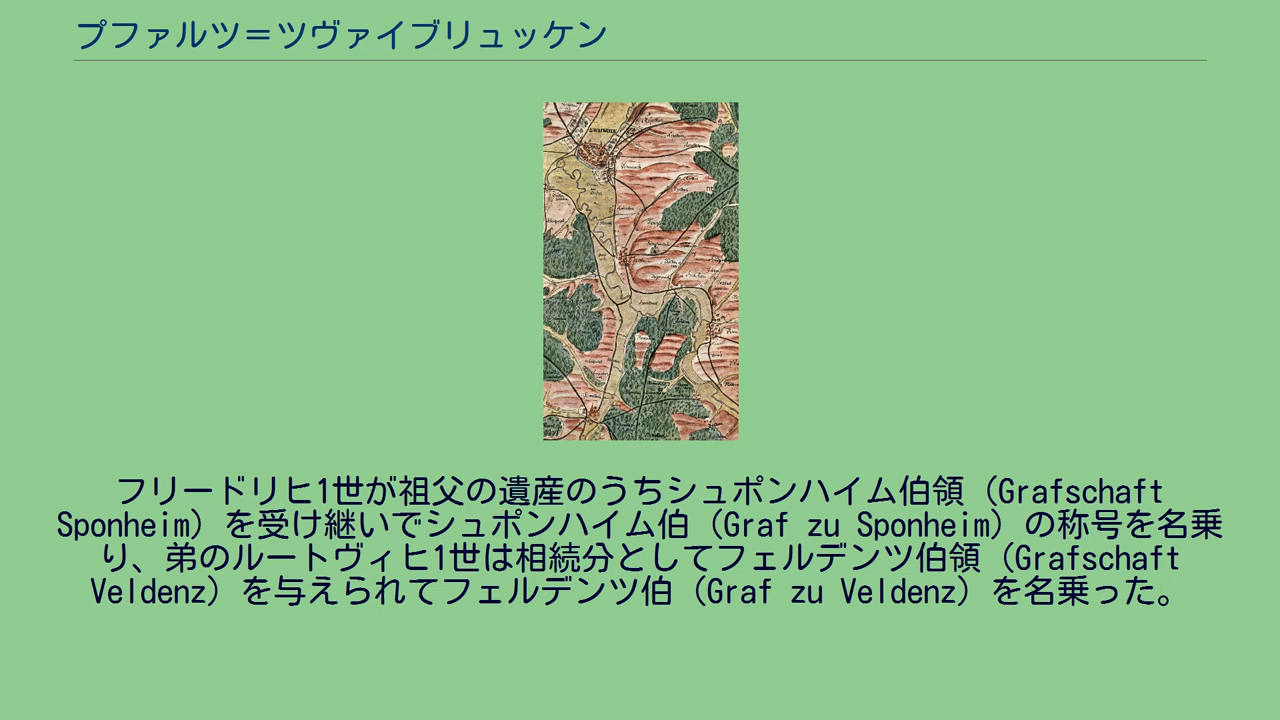 プファルツ＝ツヴァイブリュッケン
フリードリヒ1世が祖父の遺産のうちシュポンハイム伯領（Grafschaft
Sponheim）を受け継いでシュポンハイム伯（Graf zu Sponheim）の称号を名乗
り、弟のルートヴィヒ1世は相続分としてフェルデンツ伯領（Grafschaft
Veldenz）を与えられてフェルデンツ伯（Graf zu Veldenz）を名乗った。